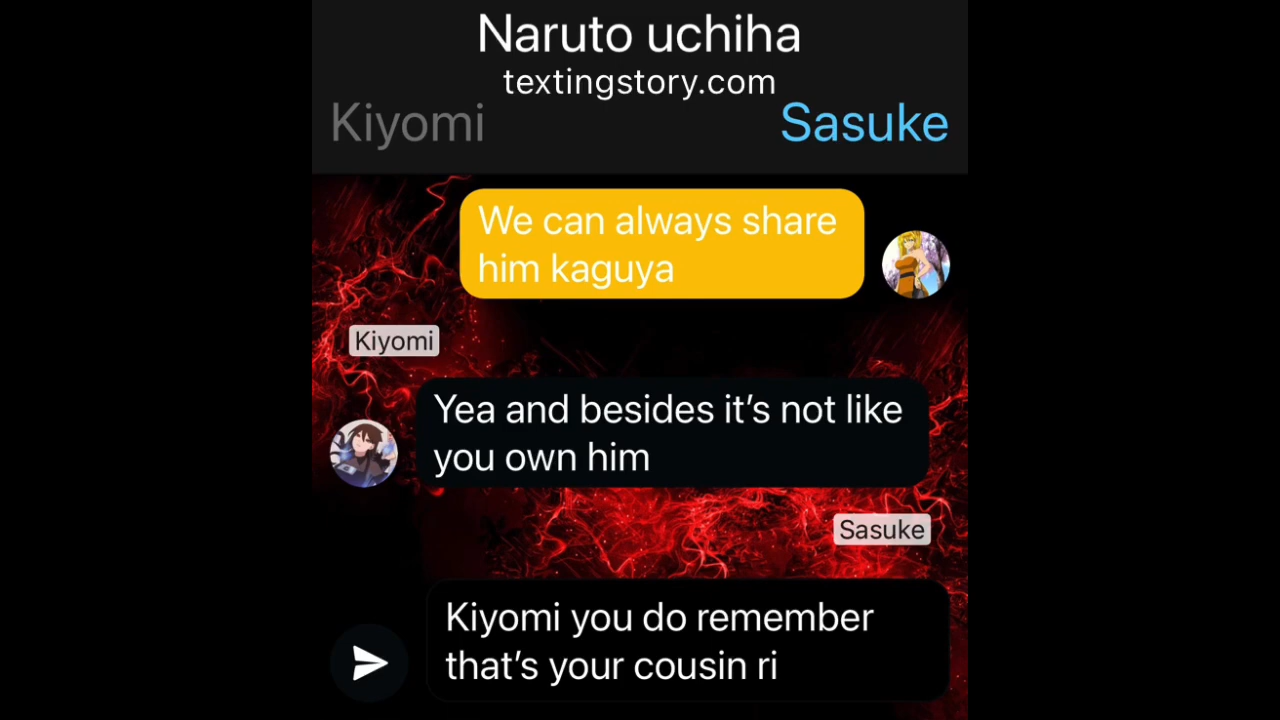 Naruto uchiha
textingstory.com
Kiyomi Sasuke
We can always share
him kaguya
Kiyomi
Yea and besides it’s not like
you own him
Sasuke
Kiyomi you do remember
that’s your cousin ri